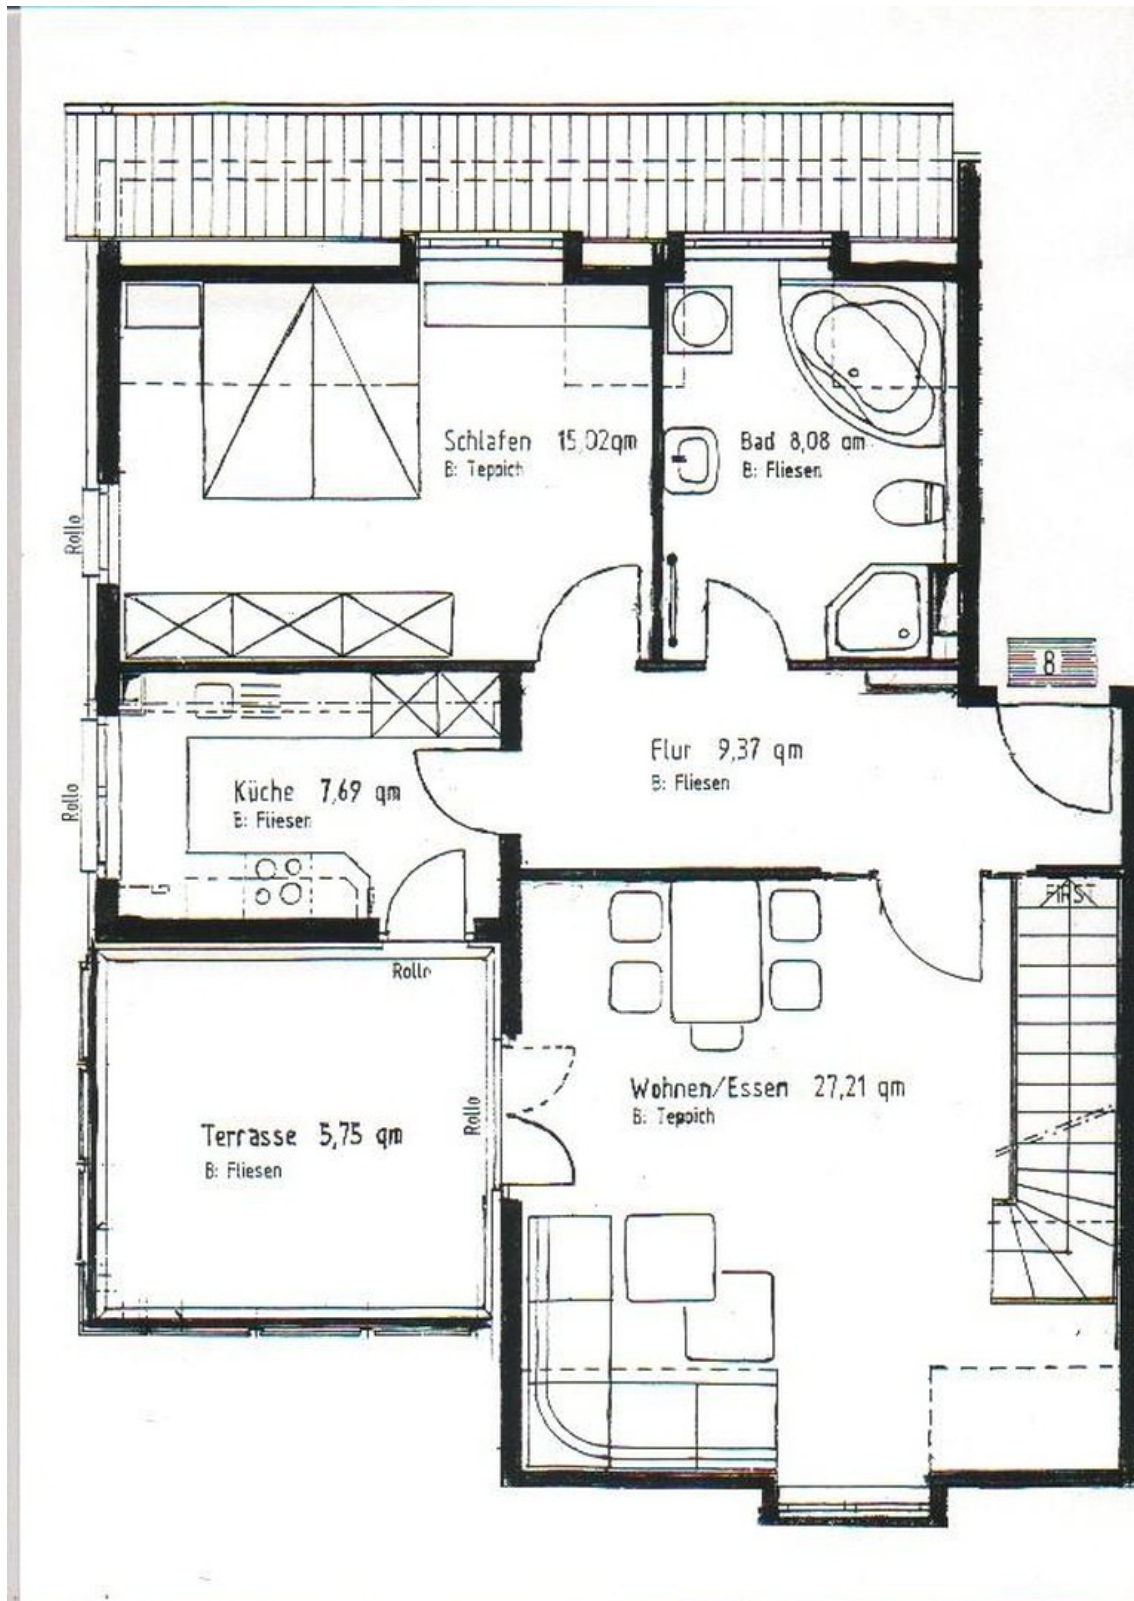 Schlafen 15,02qm
B: Teppich
Bad 8,08 qm
B: Fliesen
Rollo
8
Flur 9,37 qm
B: Fliesen
Küche 7,69 qm
B: Fliesen
Rollo
FIRST
Rollo
Wohnen/Essen 27,21 qm
B: Teppich
Rollo
Terrasse 5,75 qm
B: Fliesen